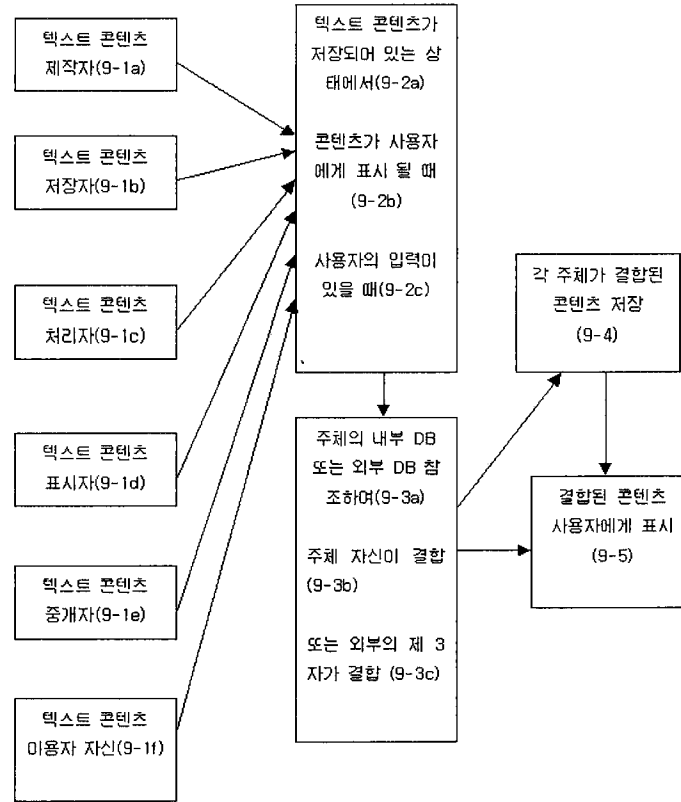 텍스트 콘텐츠
제작자(9-1a)
텍스트 콘텐츠
저장자(9-1b)
텍스트 콘텐츠
처리자(9-1c)
텍스트 콘텐츠
표시자(9-1d)
텍스트 콘텐츠
중개자(9-1e)
텍스트 콘텐츠
이용자 자신(9-1f)
텍스트 콘텐츠가
저장되어 있는 상
태에서(9-2a)
콘텐츠가 사용자
에게 표시 될 때
(9-2b)
사용자의 입력이
있을 때(9-2c)
주체의 내부 DB
또는 외부 DB 참
조하여(9-3a)
주체 자신이 결합
(9-3b)
또는 외부의 제 3
자가 결합 (9-3c)
각 주체가 결합된
콘텐츠 저장
(9-4)
결합된 콘텐츠
사용자에게 표시
(9-5)